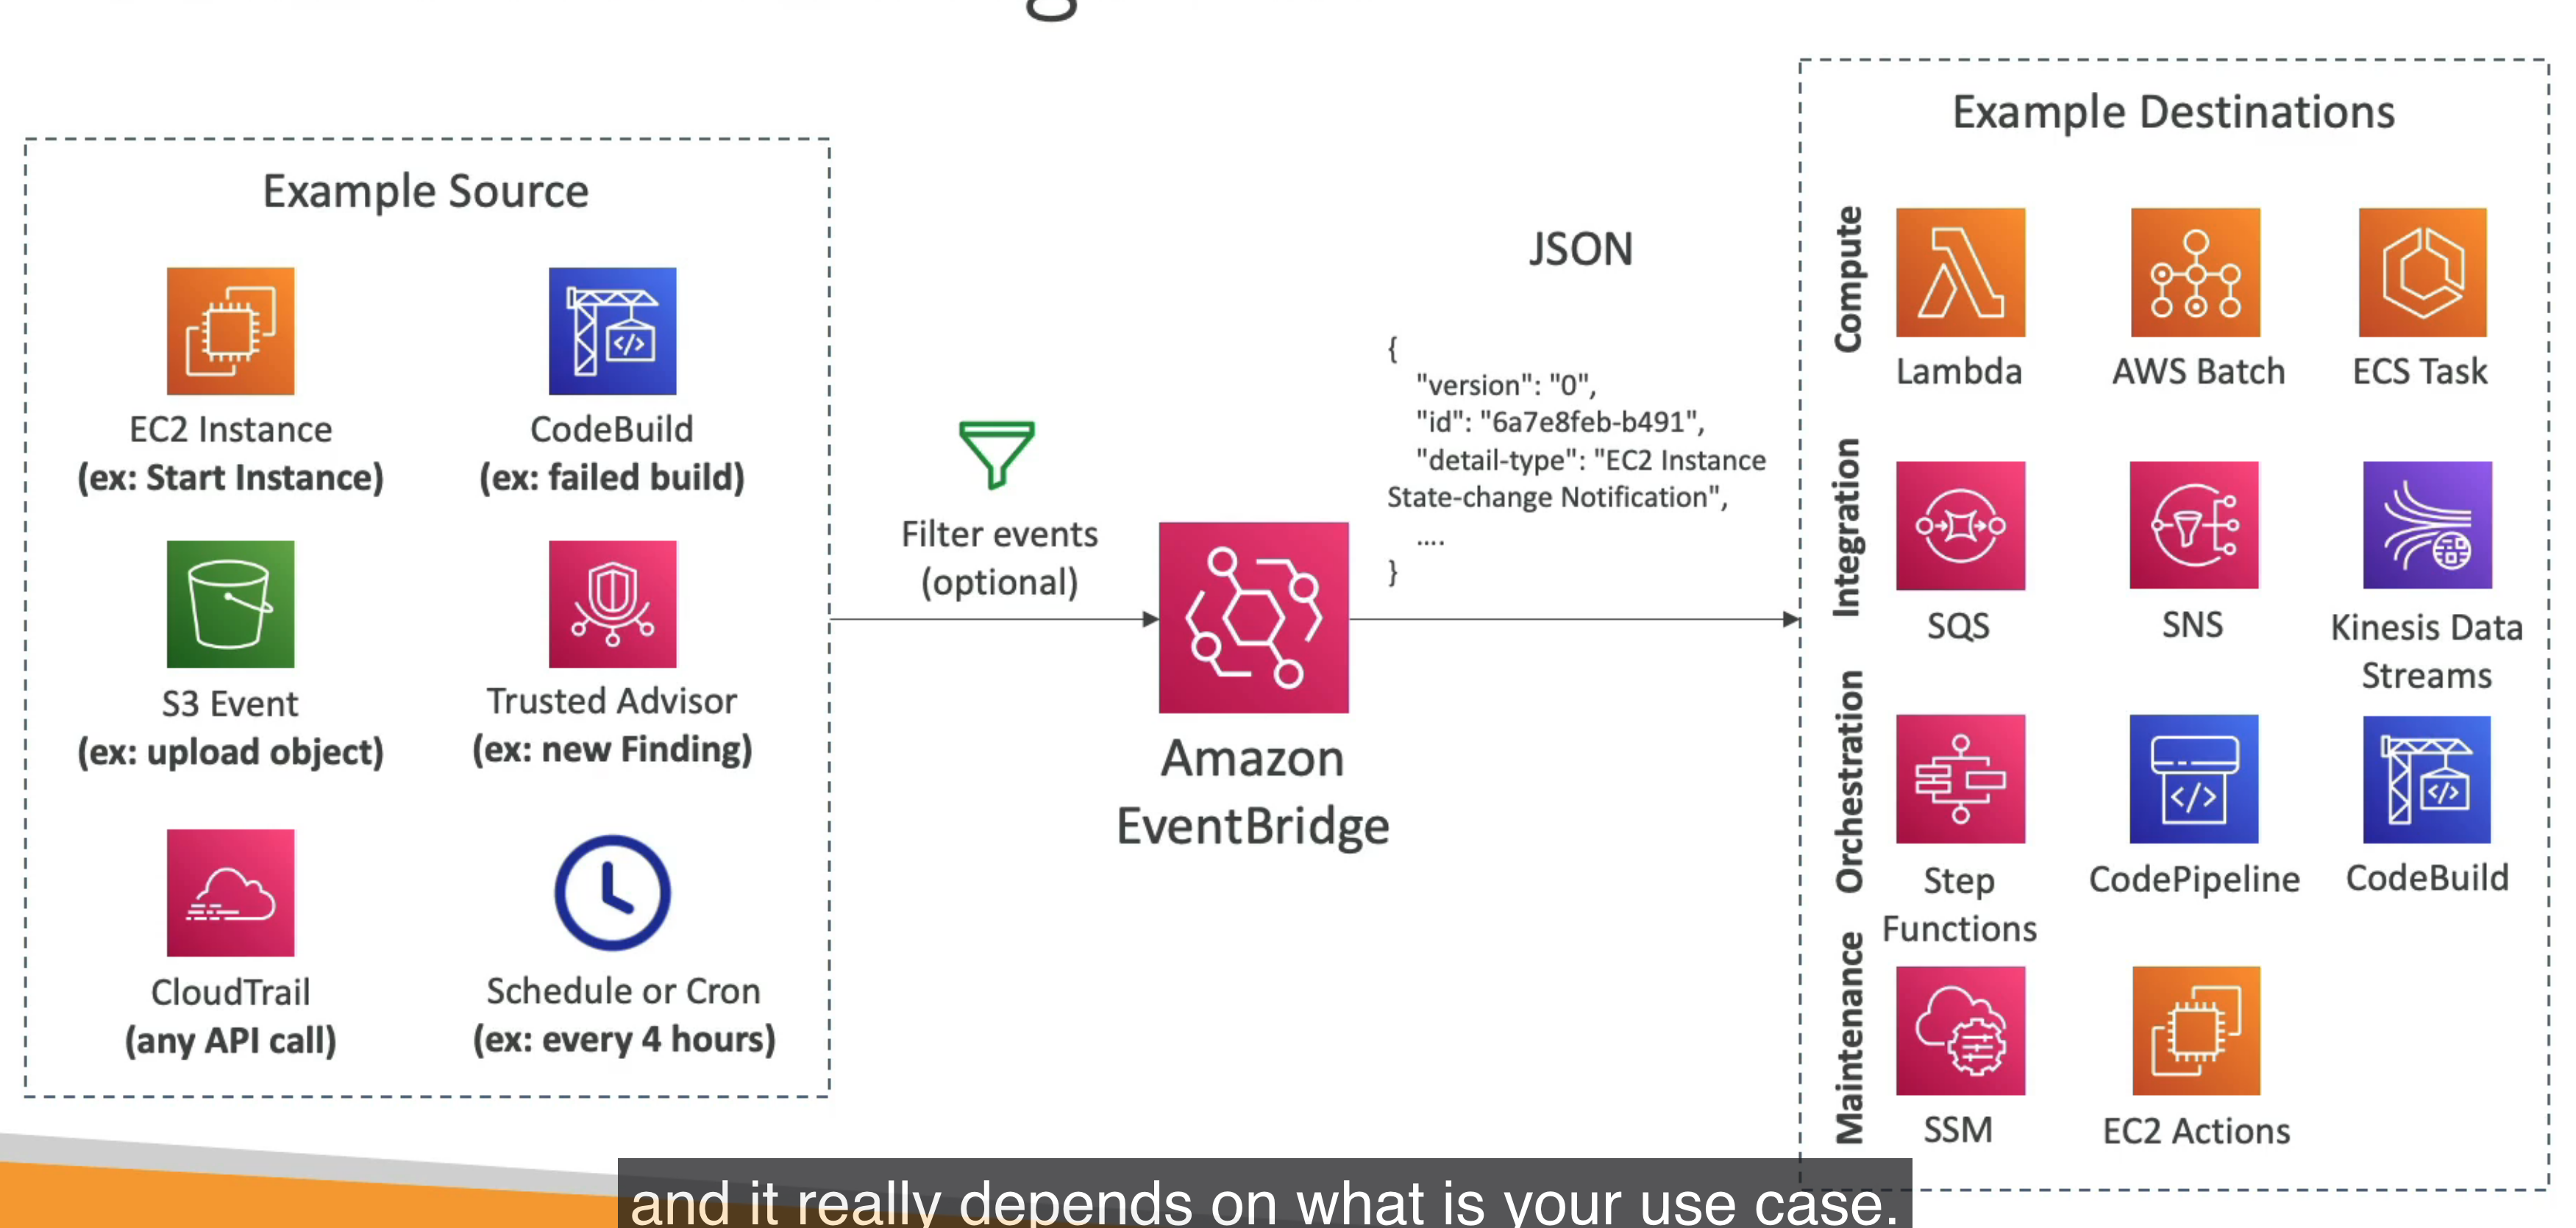 Example Source
EC2 Instance
(ex: Start Instance)
CodeBuild
(ex: failed build)
S3 Event
(ex: upload object)
Trusted Advisor
(ex: new Finding)
CloudTrail
(any API call)
Schedule or Cron
(ex: every 4 hours)
Filter events
(optional)
Amazon
EventBridge
JSON
{
"version": "0",
"id": "6a7e8feb-b491",
"detail-type": "EC2 Instance
State-change Notification",
....
}
Example Destinations
Compute
Lambda
AWS Batch
ECS Task
Integration
SQS
SNS
Kinesis Data
Streams
Orchestration
Step
Functions
CodePipeline
CodeBuild
Maintenance
SSM
EC2 Actions
and it really depends on what is your use case.